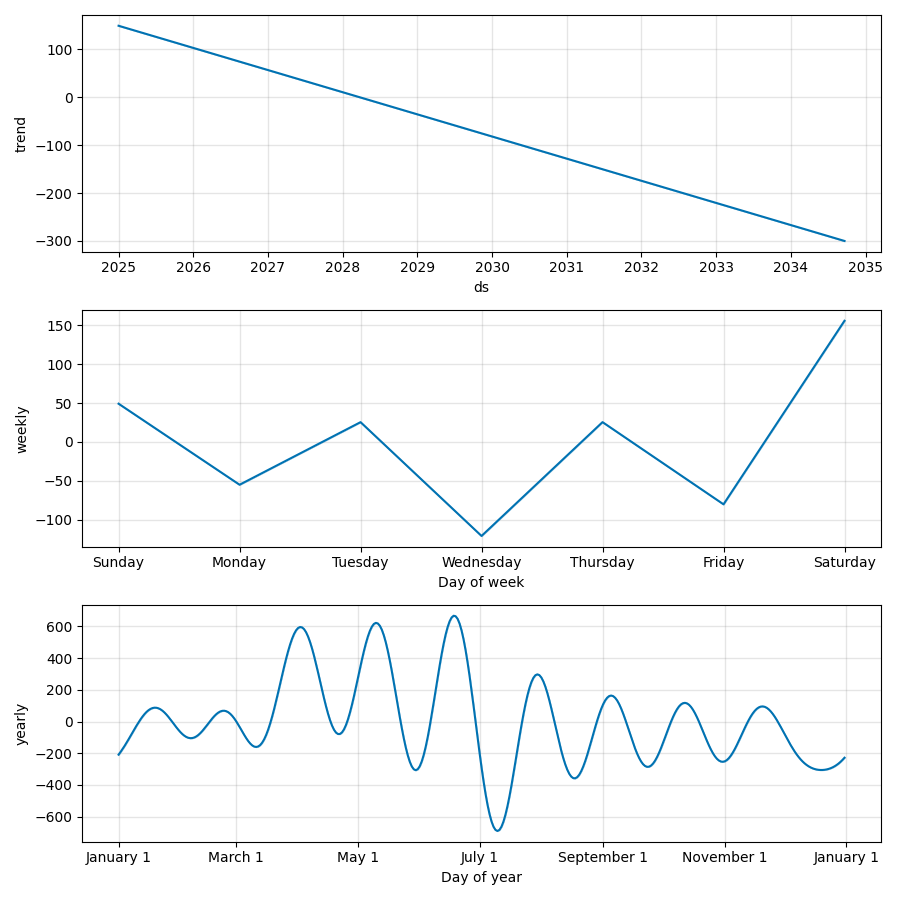 trend
100
0
−100
−200
−300
2025 2026 2027 2028 2029 2030 2031 2032 2033 2034 2035
ds
weekly
150
100
50
0
−50
−100
Sunday Monday Tuesday Wednesday Thursday Friday Saturday
Day of week
yearly
600
400
200
0
−200
−400
−600
January 1 March 1 May 1 July 1 September 1 November 1 January 1
Day of year